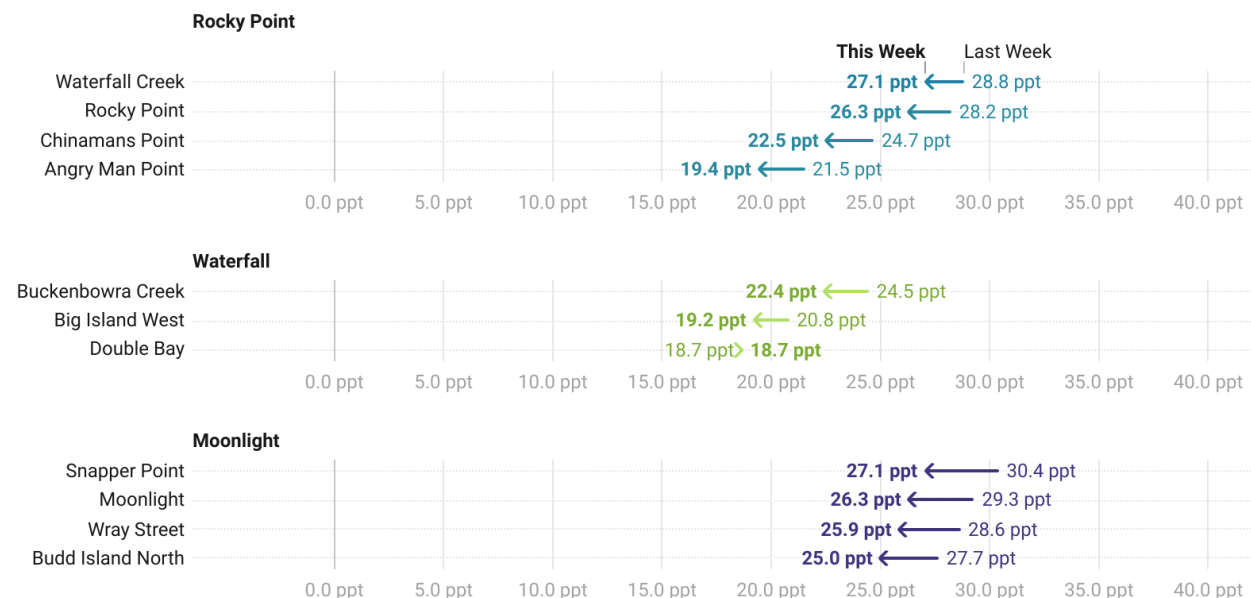 Rocky Point
This Week Last Week
Waterfall Creek 27.1 ppt 28.8 ppt
Rocky Point 26.3 ppt 28.2 ppt
Chinamans Point 22.5 ppt 24.7 ppt
Angry Man Point 19.4 ppt 21.5 ppt
0.0 ppt 5.0 ppt 10.0 ppt 15.0 ppt 20.0 ppt 25.0 ppt 30.0 ppt 35.0 ppt 40.0 ppt
Waterfall
Buckenbowra Creek 22.4 ppt 24.5 ppt
Big Island West 19.2 ppt 20.8 ppt
Double Bay 18.7 ppt 18.7 ppt
0.0 ppt 5.0 ppt 10.0 ppt 15.0 ppt 20.0 ppt 25.0 ppt 30.0 ppt 35.0 ppt 40.0 ppt
Moonlight
Snapper Point 27.1 ppt 30.4 ppt
Moonlight 26.3 ppt 29.3 ppt
Wray Street 25.9 ppt 28.6 ppt
Budd Island North 25.0 ppt 27.7 ppt
0.0 ppt 5.0 ppt 10.0 ppt 15.0 ppt 20.0 ppt 25.0 ppt 30.0 ppt 35.0 ppt 40.0 ppt